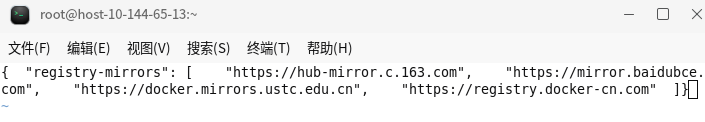 root@host-10-144-65-13:~
文件(F) 编辑(E) 视图(V) 搜索(S) 终端(T) 帮助(H)
{  "registry-mirrors": [    "https://hub-mirror.c.163.com",    "https://mirror.baidubce.
com",    "https://docker.mirrors.ustc.edu.cn",    "https://registry.docker-cn.com"  ]}
~